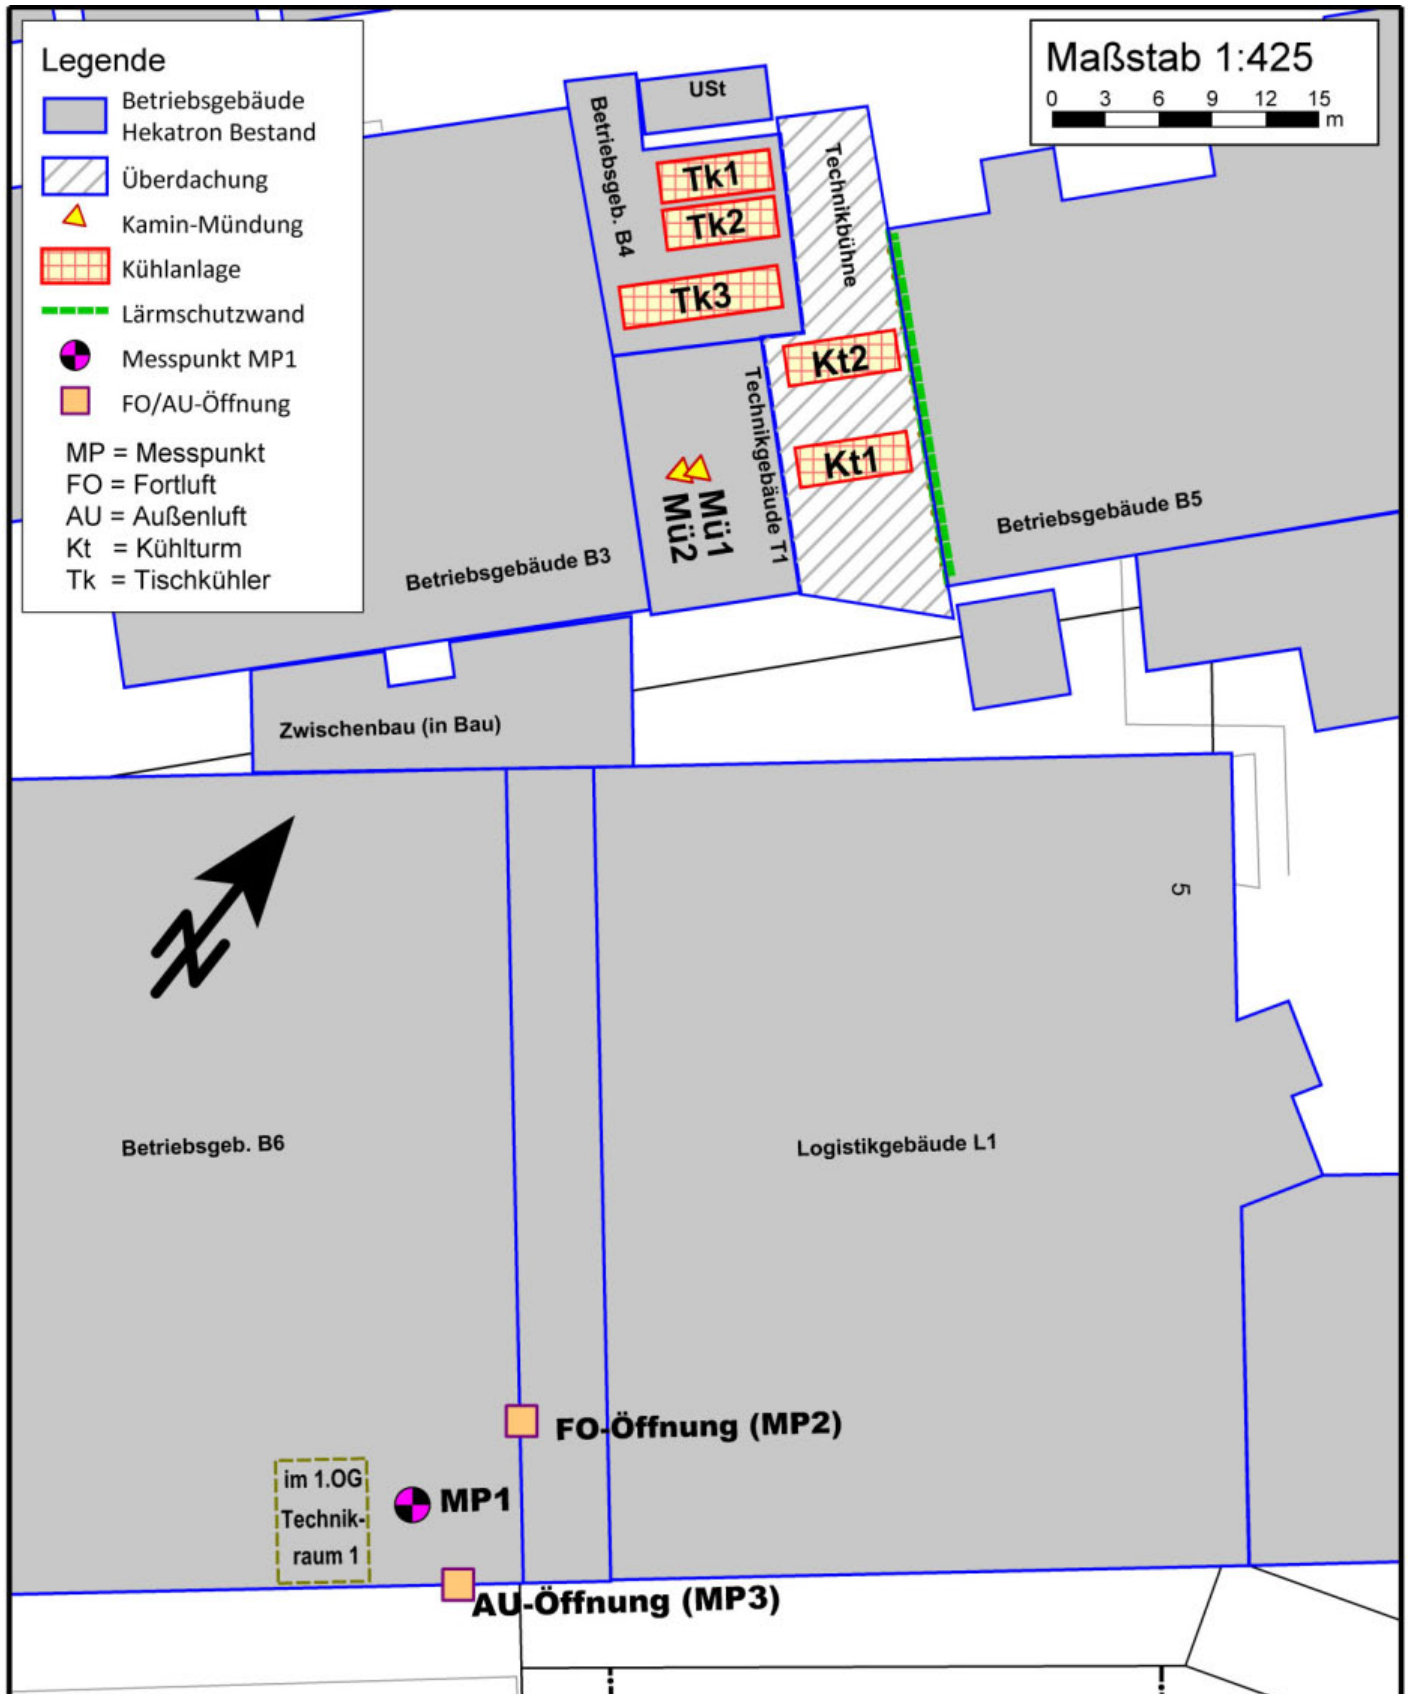 Legende
Betriebsgebäude
Hekatron Bestand
Überdachung
Kamin-Mündung
Kühlanlage
Lärmschutzwand
Messpunkt MP1
FO/AU-Öffnung
MP = Messpunkt
FO = Fortluft
AU = Außenluft
Kt = Kühlturm
Tk = Tischkühler
Maßstab 1:425
0 3 6 9 12 15
m
USt
Betriebsgeb. B4
Tk1
Tk2
Tk3
Technikbühne
Kt2
Kt1
Technikgebäude T1
Mü1
Mü2
Betriebsgebäude B3
Betriebsgebäude B5
Zwischenbau (in Bau)
N
5
Betriebsgeb. B6
Logistikgebäude L1
FO-Öffnung (MP2)
im 1.OG
Technik-
raum 1
MP1
AU-Öffnung (MP3)